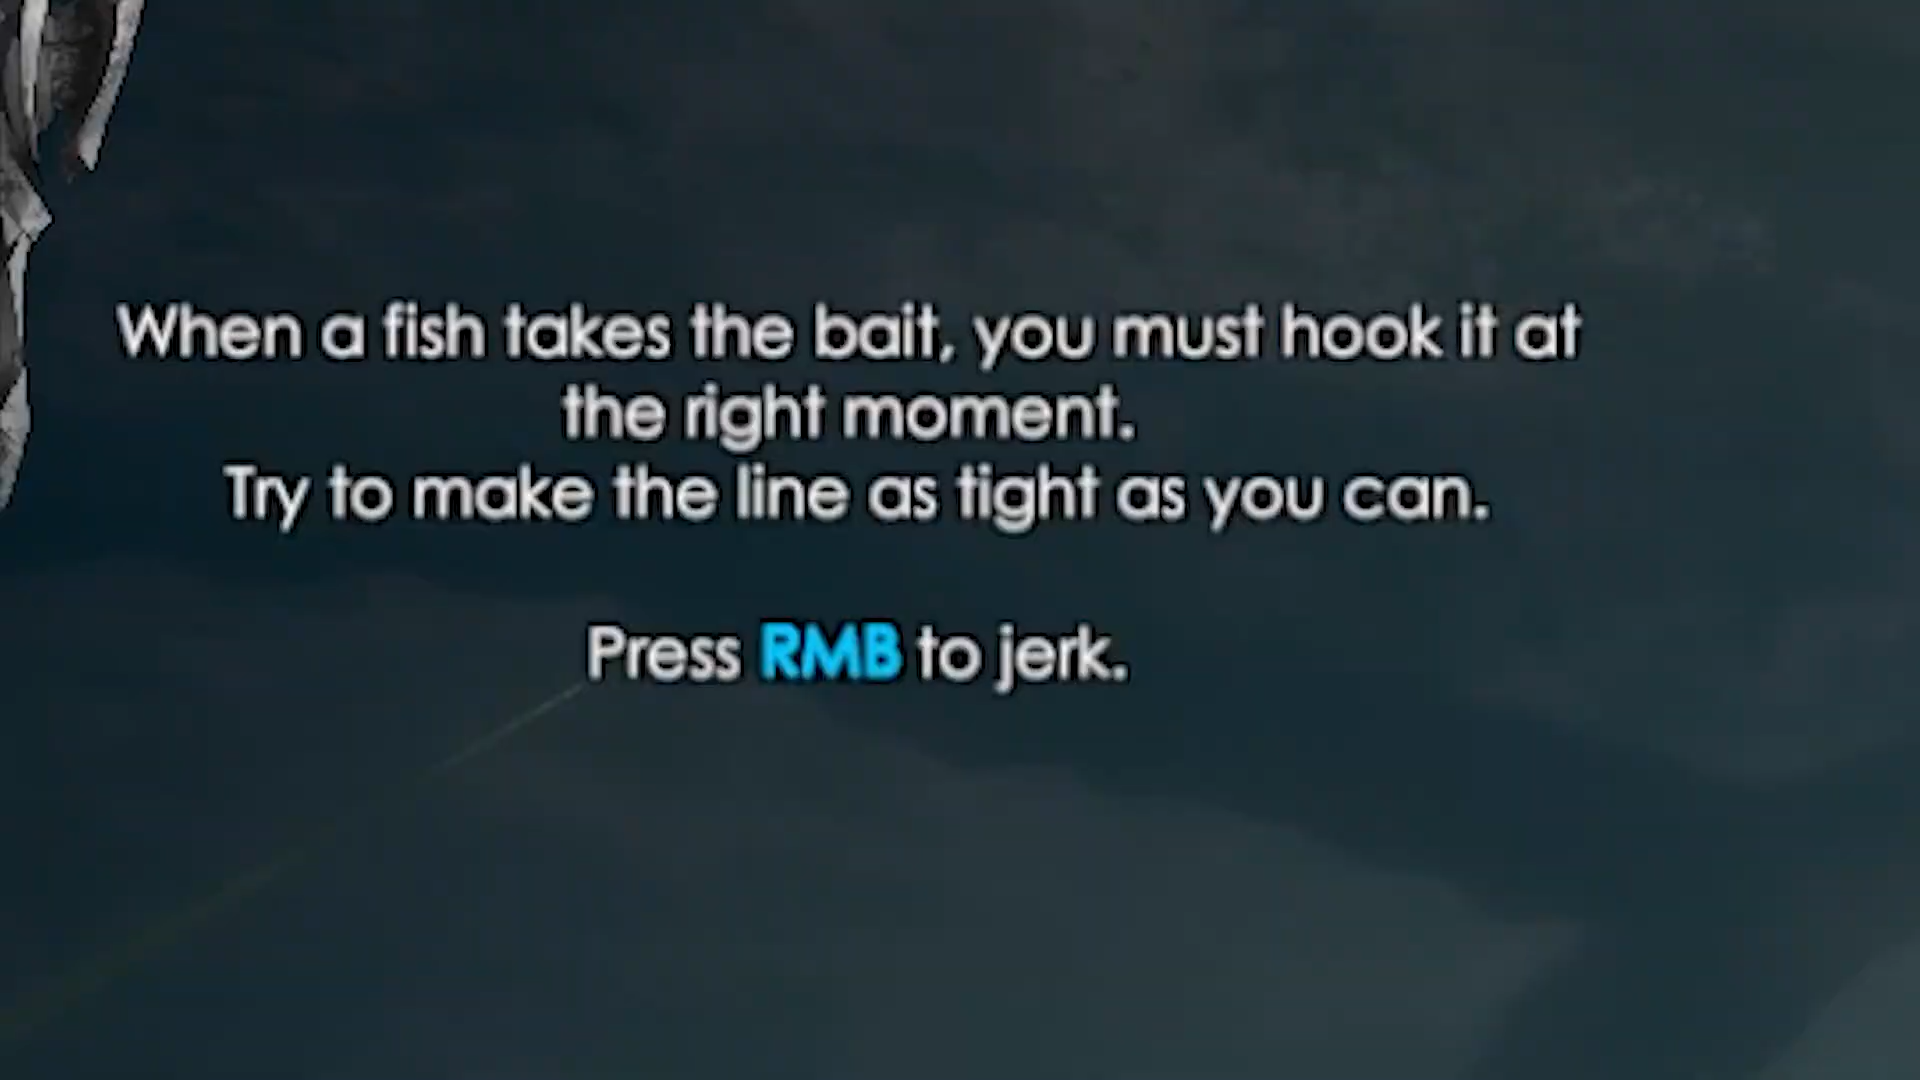 When a fish takes the bait, you must hook it at
the right moment.
Try to make the line as tight as you can.
Press RMB to jerk.